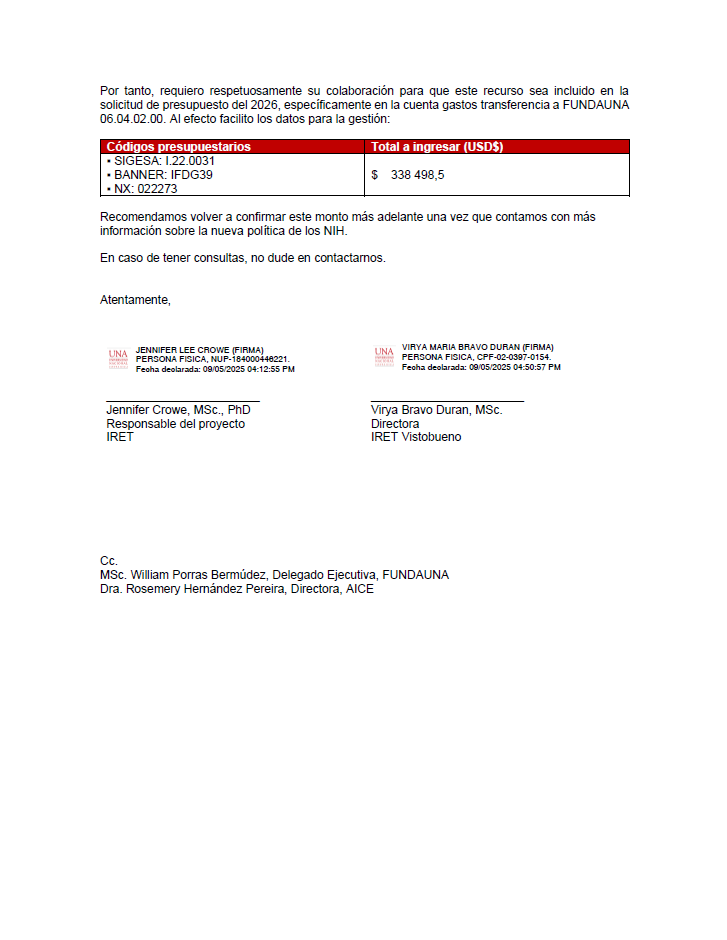 Por tanto, requiero respetuosamente su colaboración para que este recurso sea incluido en la
solicitud de presupuesto del 2026, específicamente en la cuenta gastos transferencia a FUNDAUNA
06.04.02.00. Al efecto facilito los datos para la gestión:
Códigos presupuestarios
Total a ingresar (USD$)
▪ SIGESA: I.22.0031
▪ BANNER: IFDG39
▪ NX: 022273
$ 338 498,5
Recomendamos volver a confirmar este monto más adelante una vez que contamos con más
información sobre la nueva política de los NIH.
En caso de tener consultas, no dude en contactarnos.
Atentamente,
UNA
JENNIFER LEE CROWE (FIRMA)
PERSONA FISICA, NUP-184000446221.
Fecha declarada: 09/05/2025 04:12:55 PM
UNA
VIRYA MARIA BRAVO DURAN (FIRMA)
PERSONA FISICA, CPF-02-0397-0154.
Fecha declarada: 09/05/2025 04:50:57 PM
Jennifer Crowe, MSc., PhD
Responsable del proyecto
IRET
Virya Bravo Duran, MSc.
Directora
IRET Vistobueno
Cc.
MSc. William Porras Bermúdez, Delegado Ejecutiva, FUNDAUNA
Dra. Rosemery Hernández Pereira, Directora, AICE